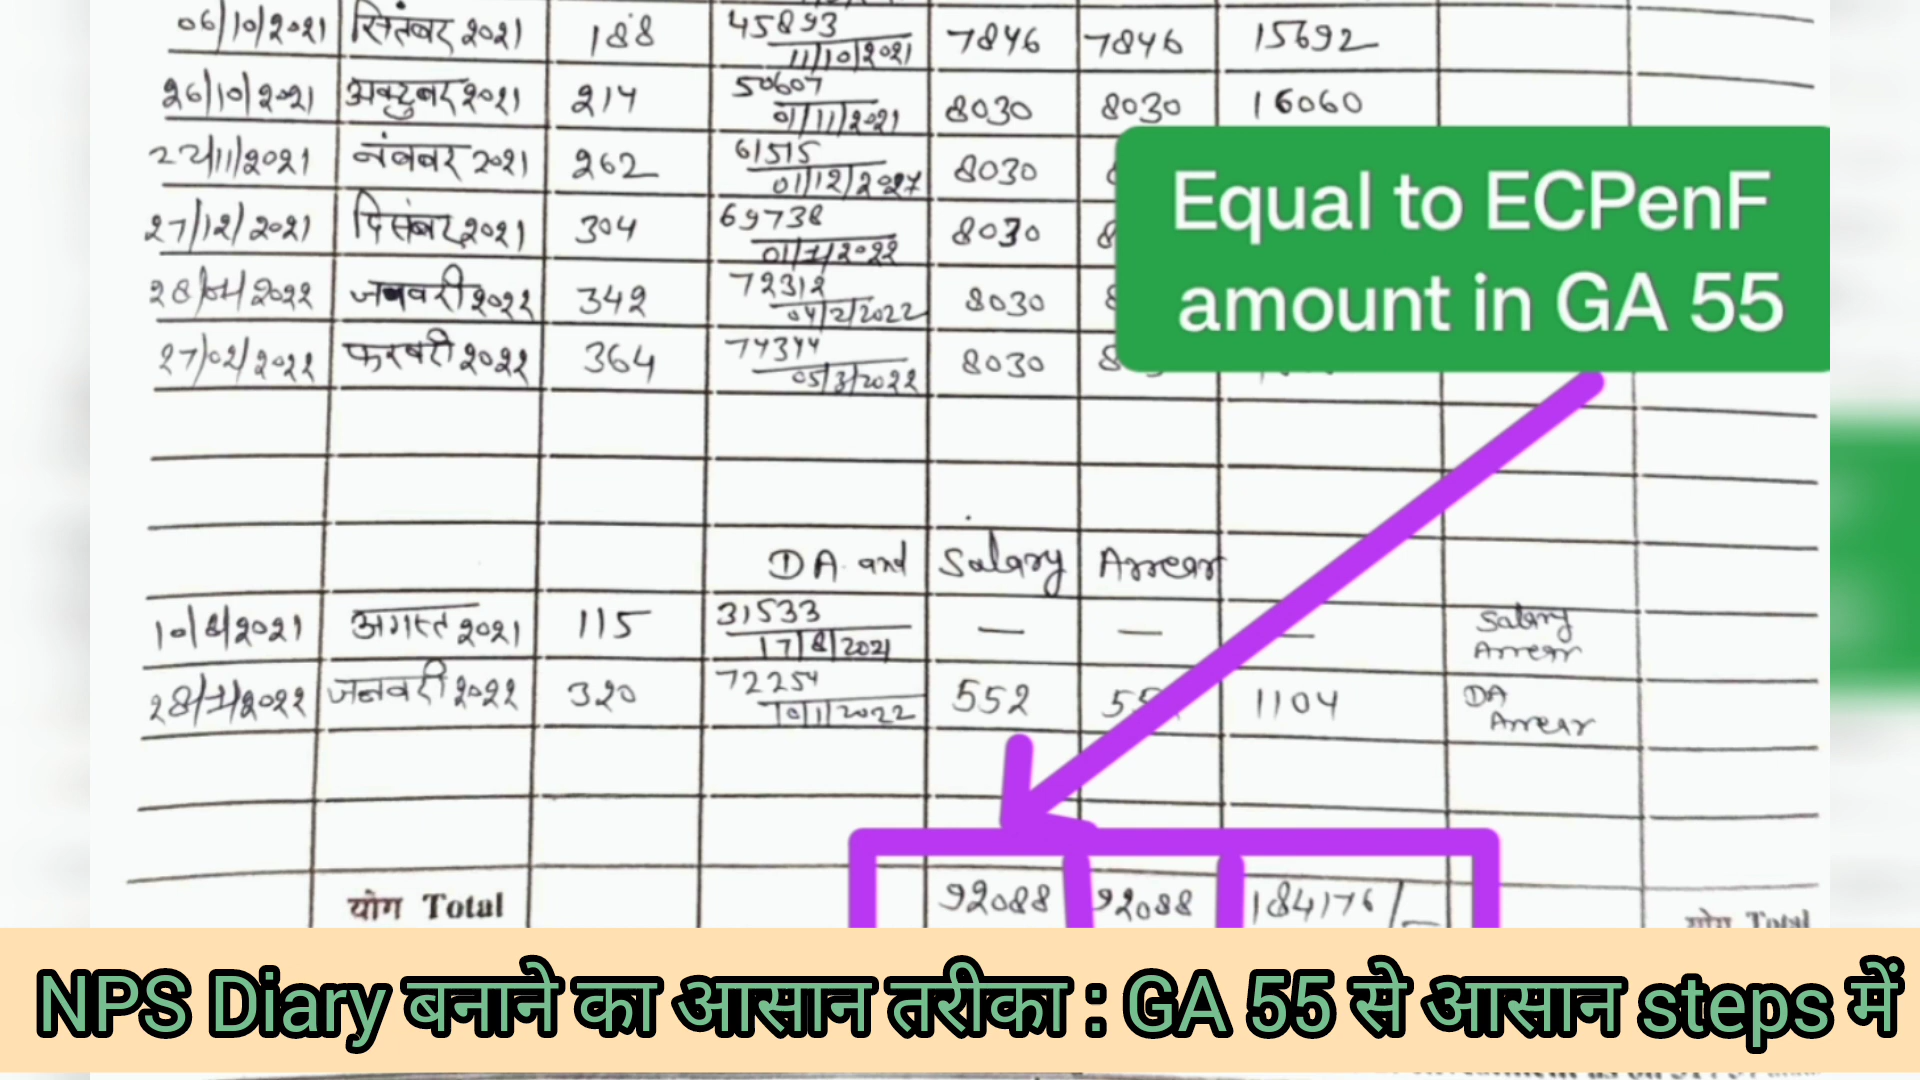 06/10/2021 सितंबर 2021 188 45893 7846 7846 15692
11/10/2021
26/10/2021 अक्टुबर 2021 214 50607 8030 8030 16060
01/11/2021
22/11/2021 नंवबर 2021 262 61515 8030
01/12/2021
27/12/2021 दिसंबर 2021 304 69738 8030
01/1/2022
28/01/2022 जनवरी 2022 342 72312 8030
04/2/2022
27/02/2022 फरवरी 2022 364 74344 8030
05/3/2022
Equal to ECPenF
amount in GA 55
DA and Salary Arrear
10/8/2021 अगस्त 2021 115 31533 — — — Salary
17/8/2021 Arrear
28/1/2022 जनवरी 2022 320 72254 552 1104 DA
10/1/2022 Arrear
योग Total 92088 92088 184176/-
योग Total
NPS Diary बनाने का आसान तरीका : GA 55 से आसान steps में